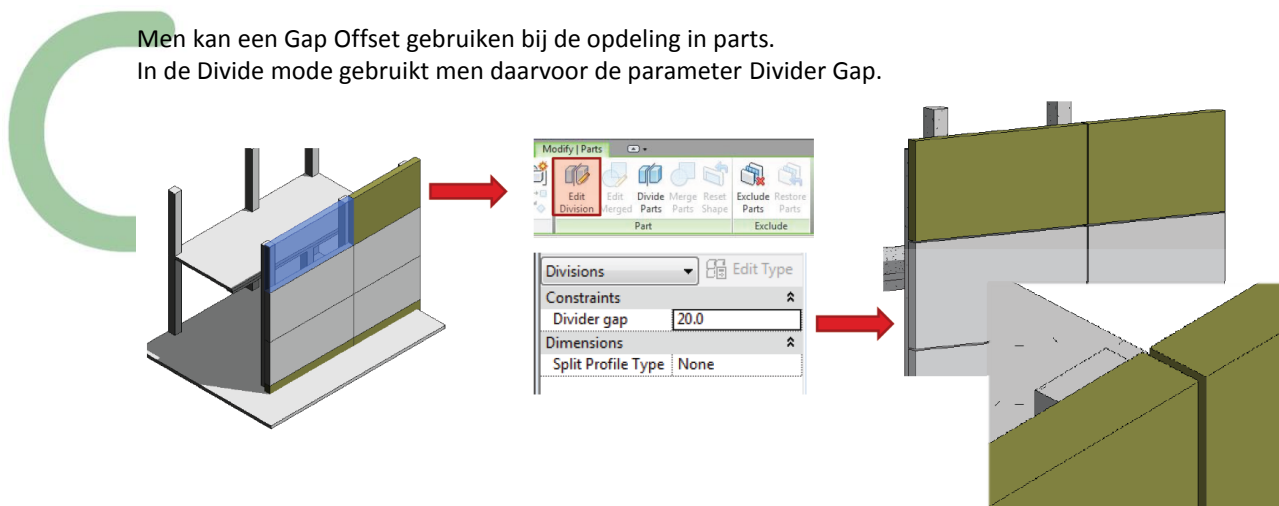 Men kan een Gap Offset gebruiken bij de opdeling in parts.
In de Divide mode gebruikt men daarvoor de parameter Divider Gap.
Modify | Parts
Edit Division
Edit Merged
Divide Parts
Merge Parts
Reset Shape
Exclude Parts
Restore Parts
Part
Exclude
Divisions
Edit Type
Constraints
Divider gap 20.0
Dimensions
Split Profile Type None